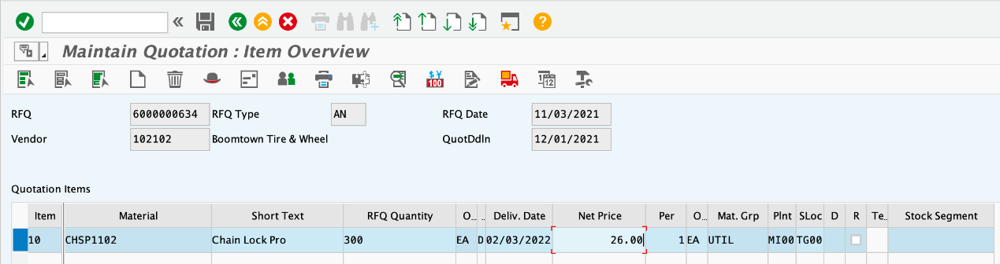 Maintain Quotation : Item Overview
$ ¥
100
12
RFQ 6000000634 RFQ Type AN RFQ Date 11/03/2021
Vendor 102102 Boomtown Tire & Wheel QuotDdln 12/01/2021
Quotation Items
Item Material Short Text RFQ Quantity O... .. Deliv. Date Net Price Per O... Mat. Grp Plnt SLoc D R Te.. Stock Segment
10 CHSP1102 Chain Lock Pro 300 EA D 02/03/2022 26.00 1 EA UTIL MI00 TG00